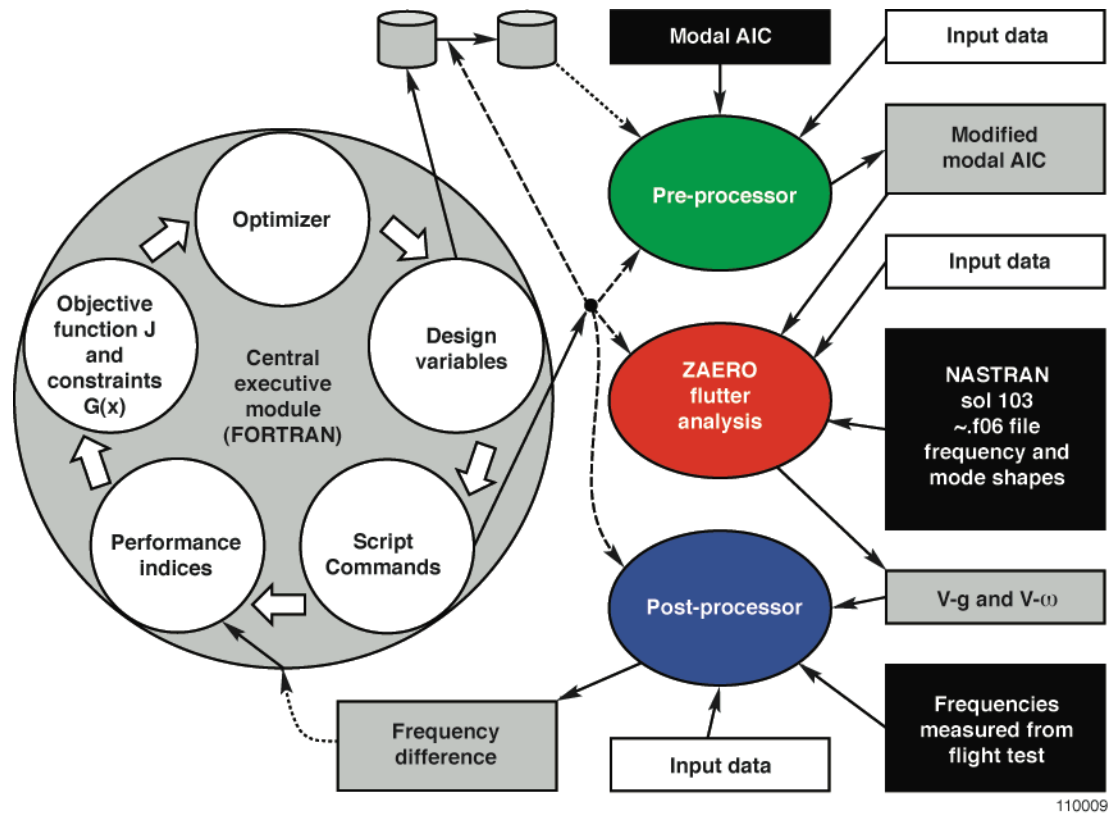 Modal AIC
Input data
Modified
modal AIC
Optimizer
Pre-processor
Input data
Objective
function J
and
constraints
G(x)
Design
variables
Central
executive
module
(FORTRAN)
ZAERO
flutter
analysis
NASTRAN
sol 103
~.f06 file
frequency and
mode shapes
Performance
indices
Script
Commands
Post-processor
V-g and V-ω
Frequency
difference
Input data
Frequencies
measured from
flight test
110009